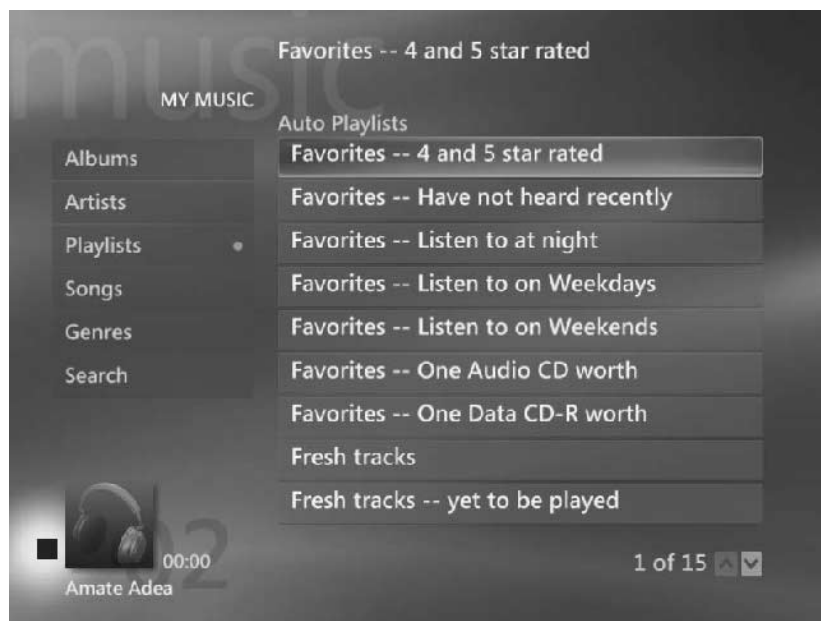 music
Favorites -- 4 and 5 star rated
MY MUSIC
Auto Playlists
Albums
Artists
Playlists
Songs
Genres
Search
Favorites -- 4 and 5 star rated
Favorites -- Have not heard recently
Favorites -- Listen to at night
Favorites -- Listen to on Weekdays
Favorites -- Listen to on Weekends
Favorites -- One Audio CD worth
Favorites -- One Data CD-R worth
Fresh tracks
Fresh tracks -- yet to be played
02
00:00
Amate Adea
1 of 15